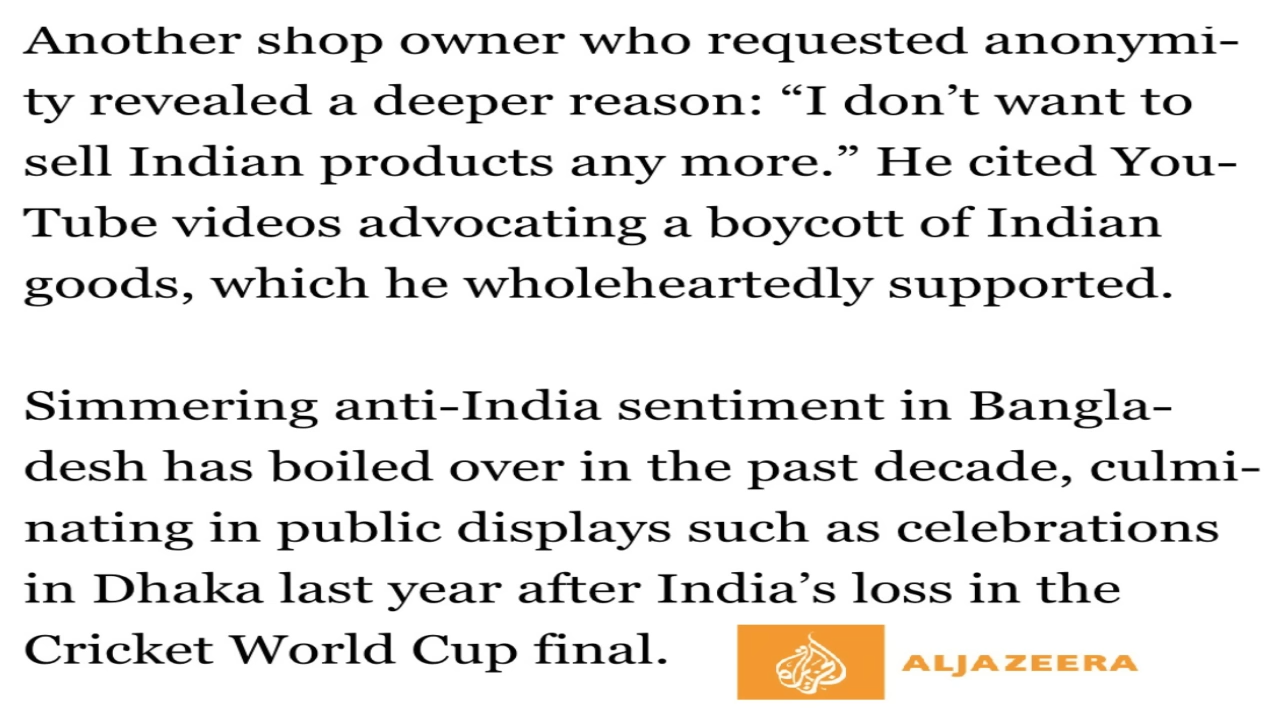 Another shop owner who requested anonymi-
ty revealed a deeper reason: “I don’t want to
sell Indian products any more.” He cited You-
Tube videos advocating a boycott of Indian
goods, which he wholeheartedly supported.
Simmering anti-India sentiment in Bangla-
desh has boiled over in the past decade, culmi-
nating in public displays such as celebrations
in Dhaka last year after India’s loss in the
Cricket World Cup final.
الجزيرة
ALJAZEERA